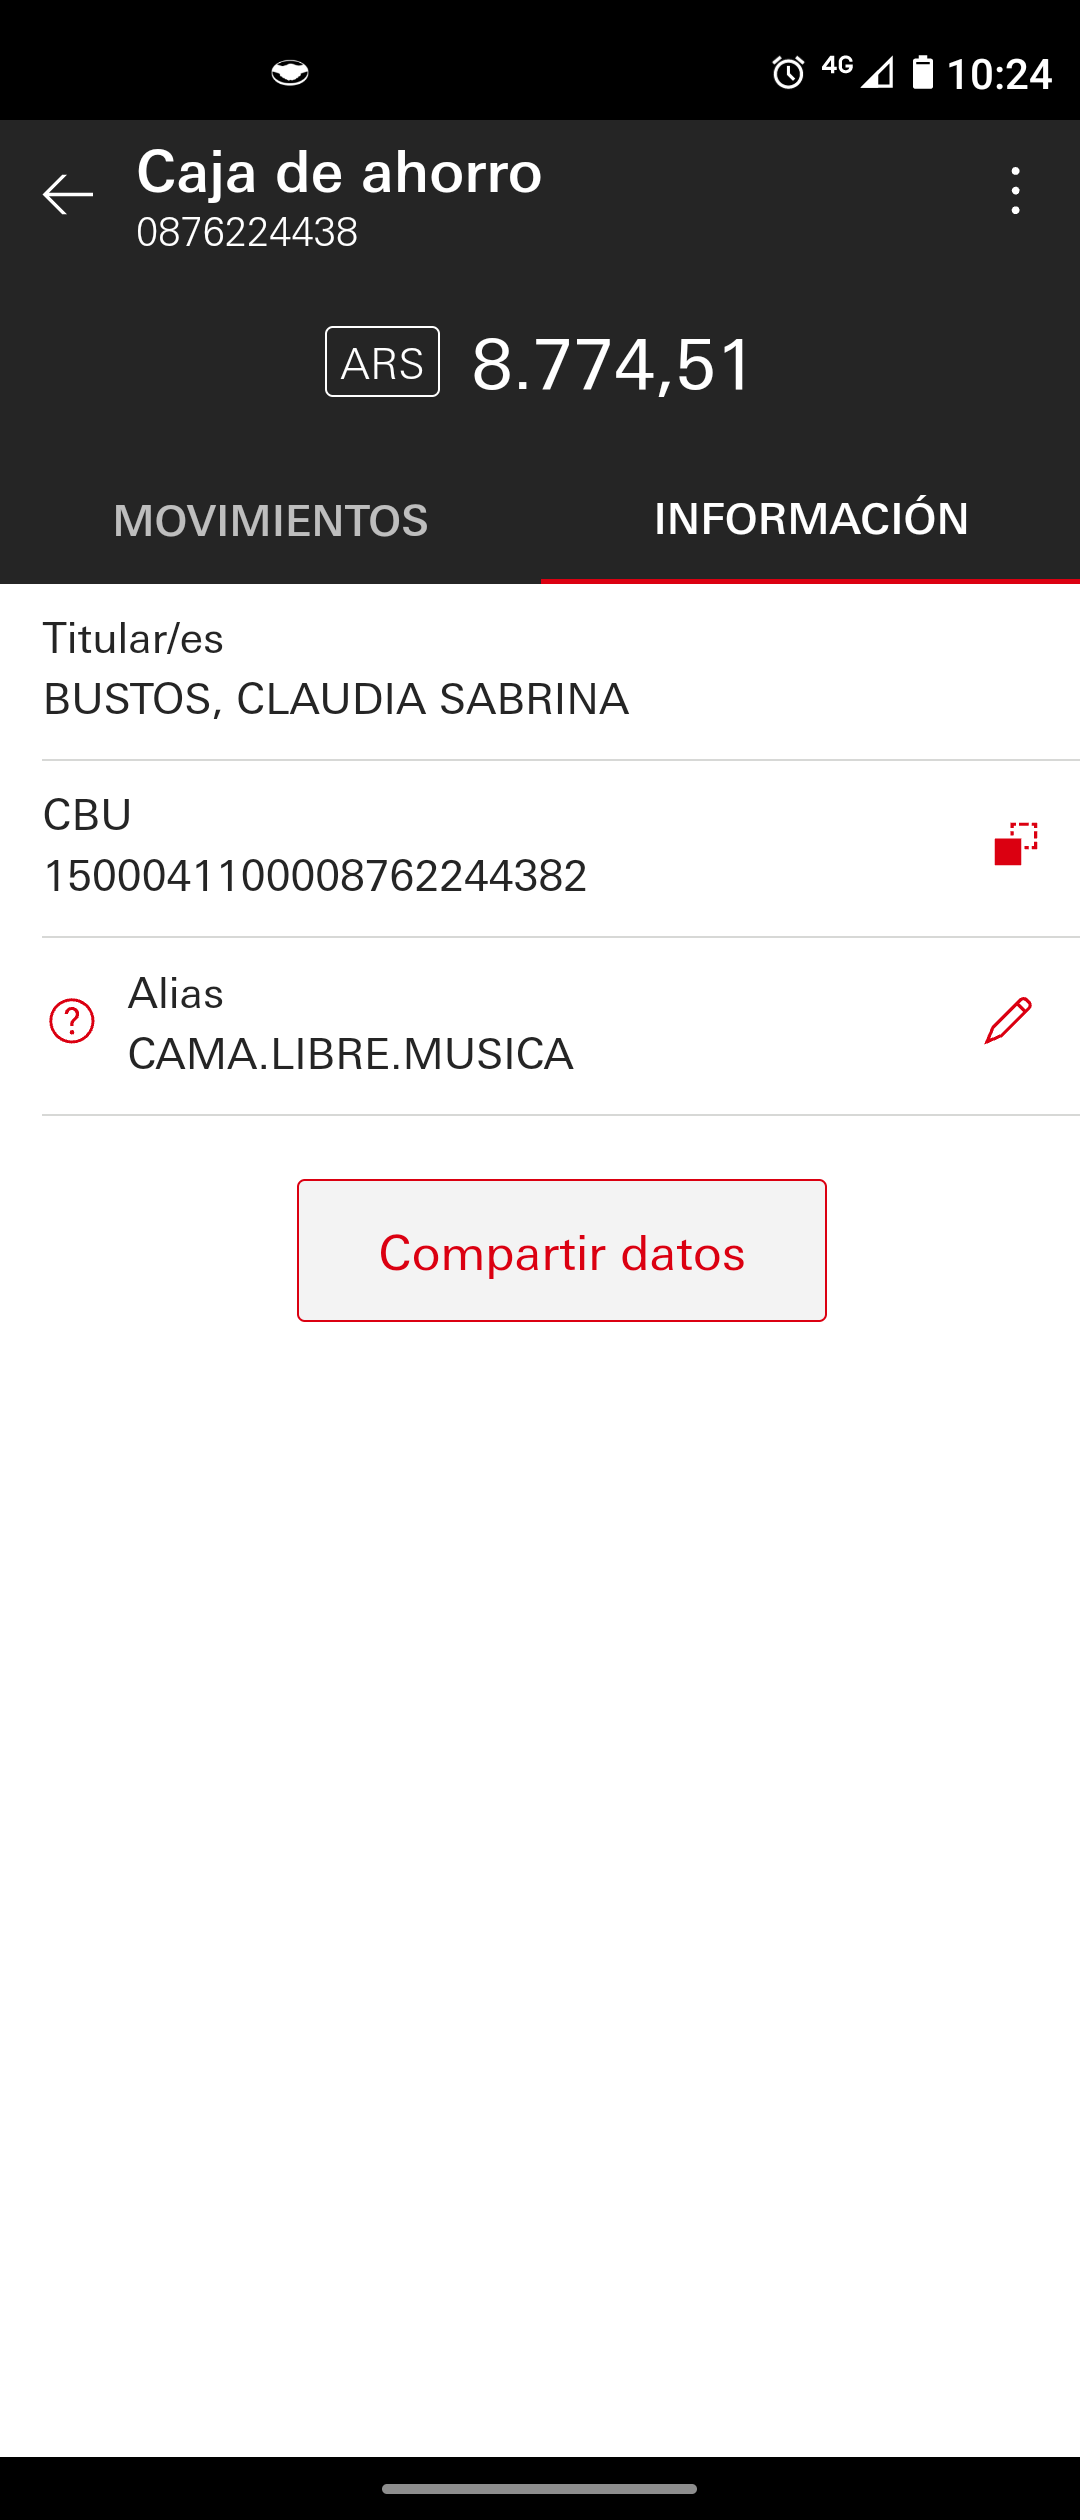 4G 10:24
Caja de ahorro
0876224438
ARS 8.774,51
MOVIMIENTOS INFORMACIÓN
Titular/es
BUSTOS, CLAUDIA SABRINA
CBU
1500041100008762244382
Alias
CAMA.LIBRE.MUSICA
Compartir datos